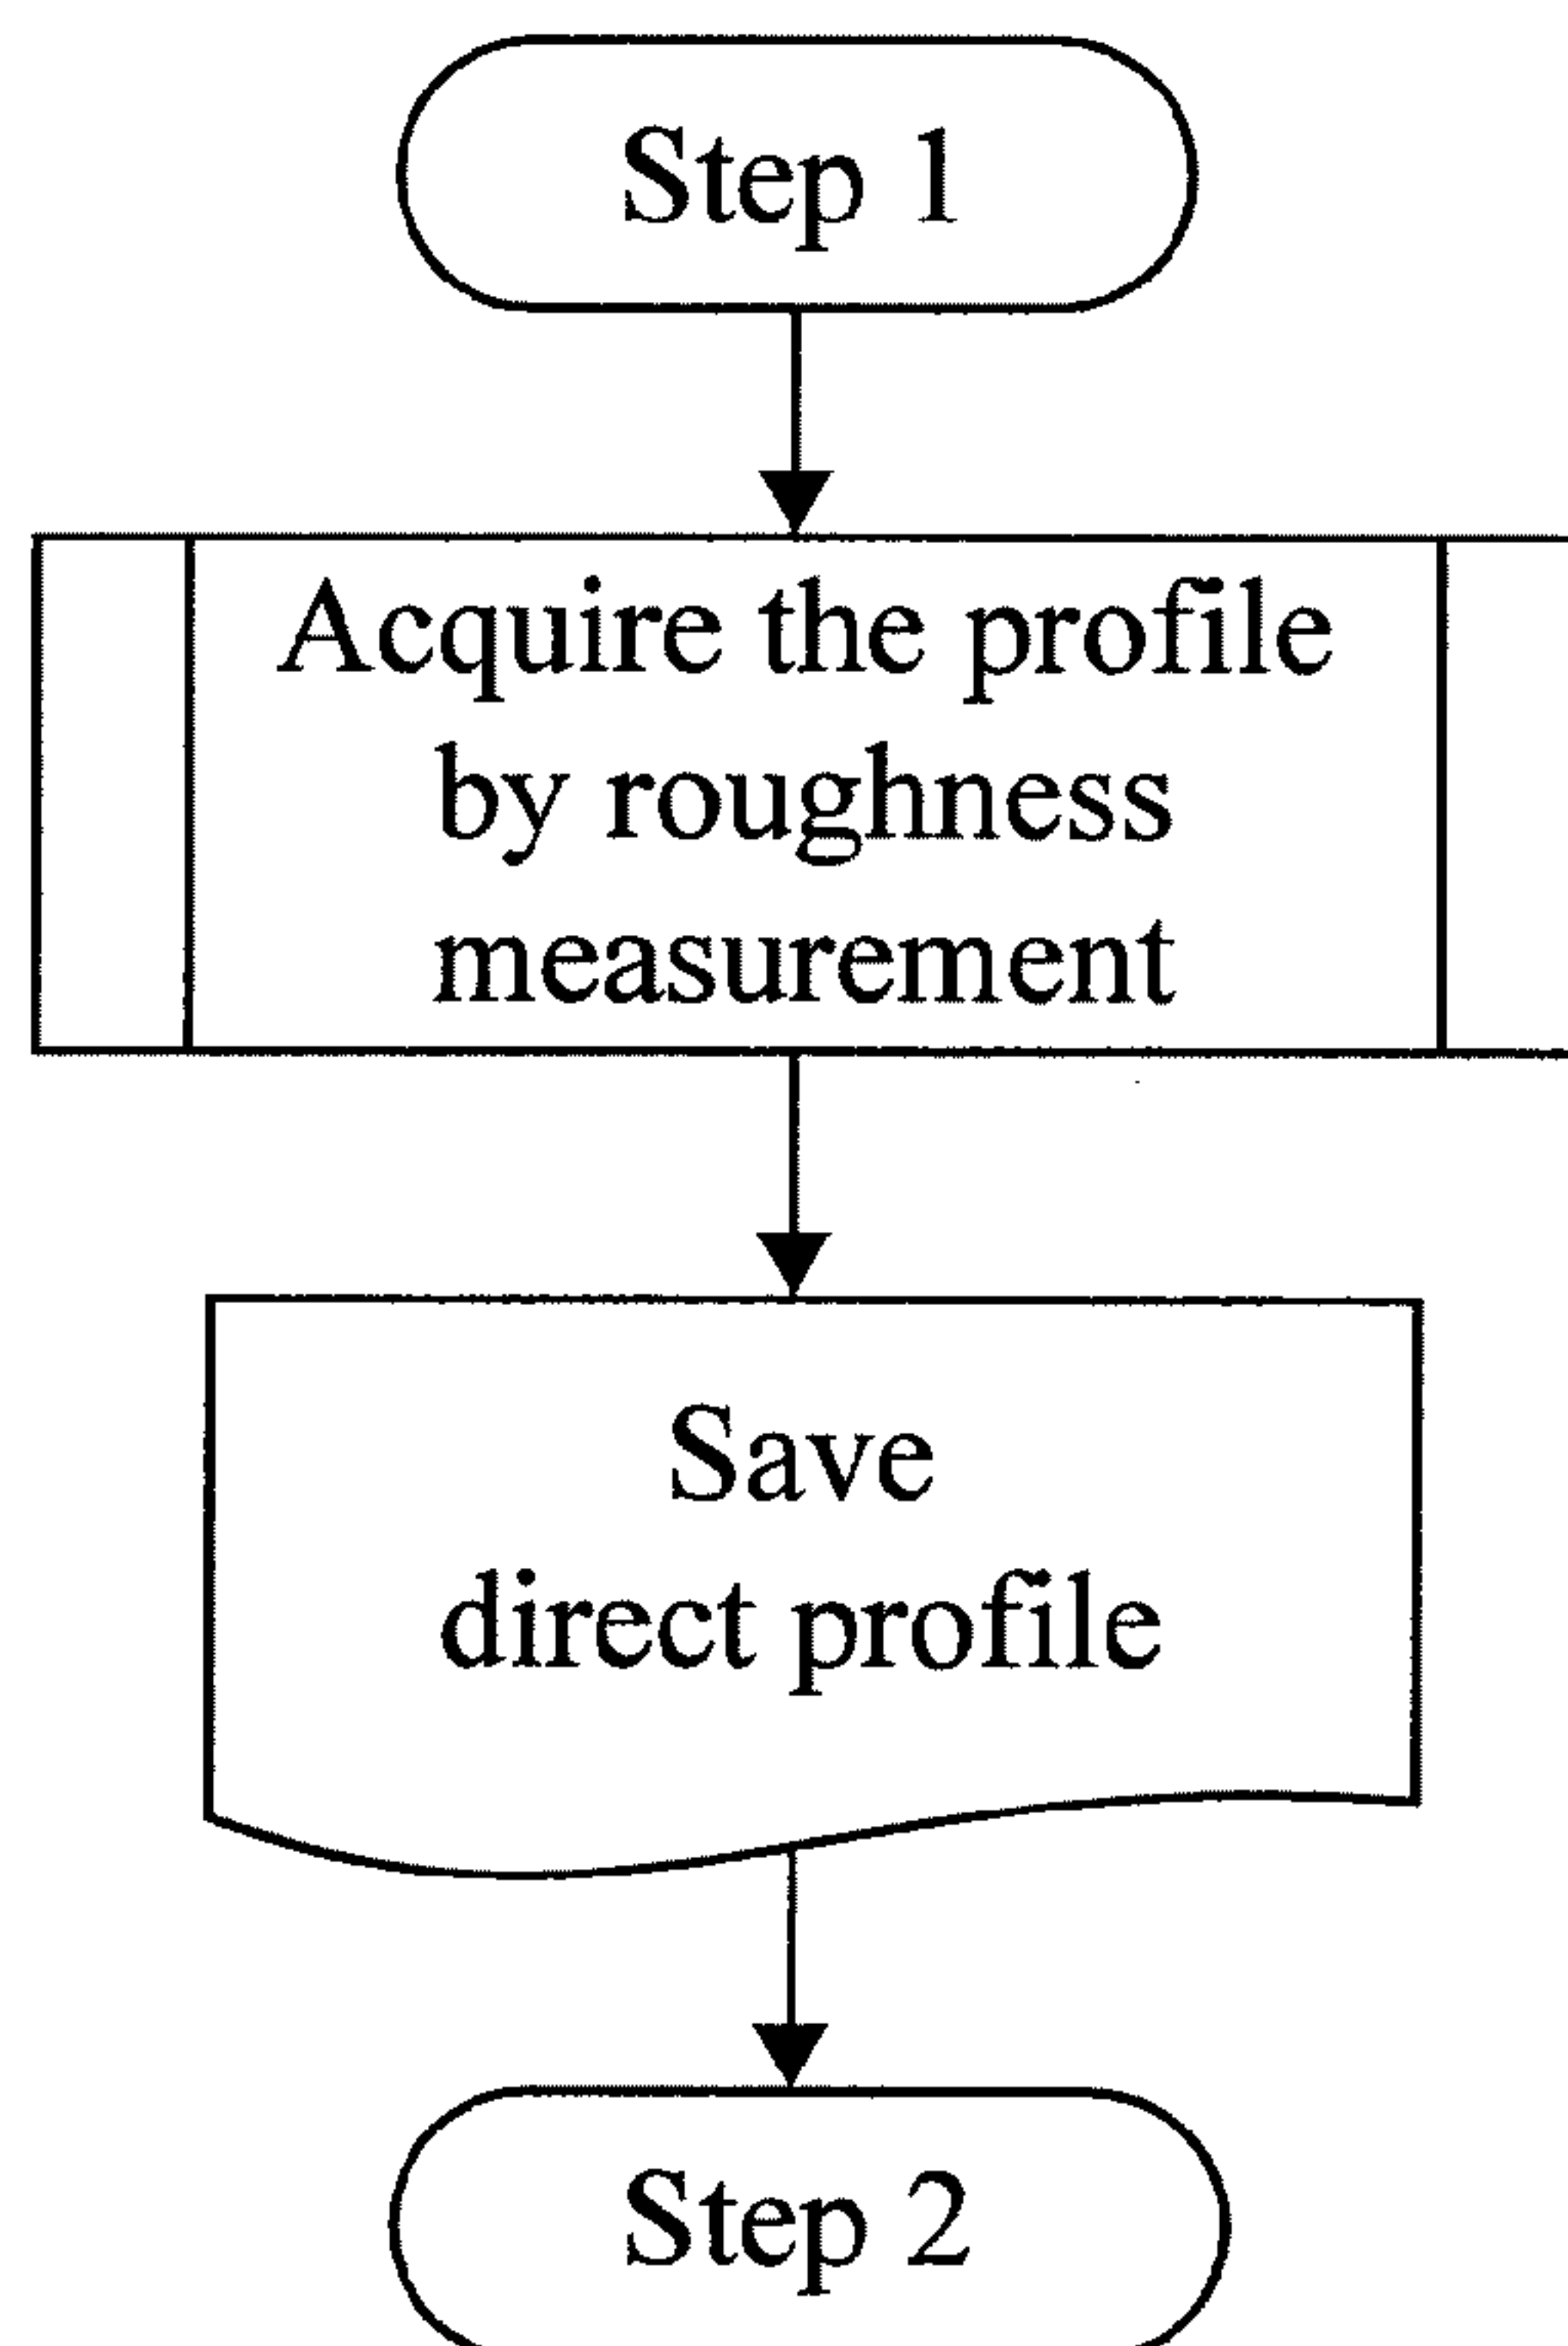 Step 1
Acquire the profile
by roughness
measurement
Save
direct profile
Step 2